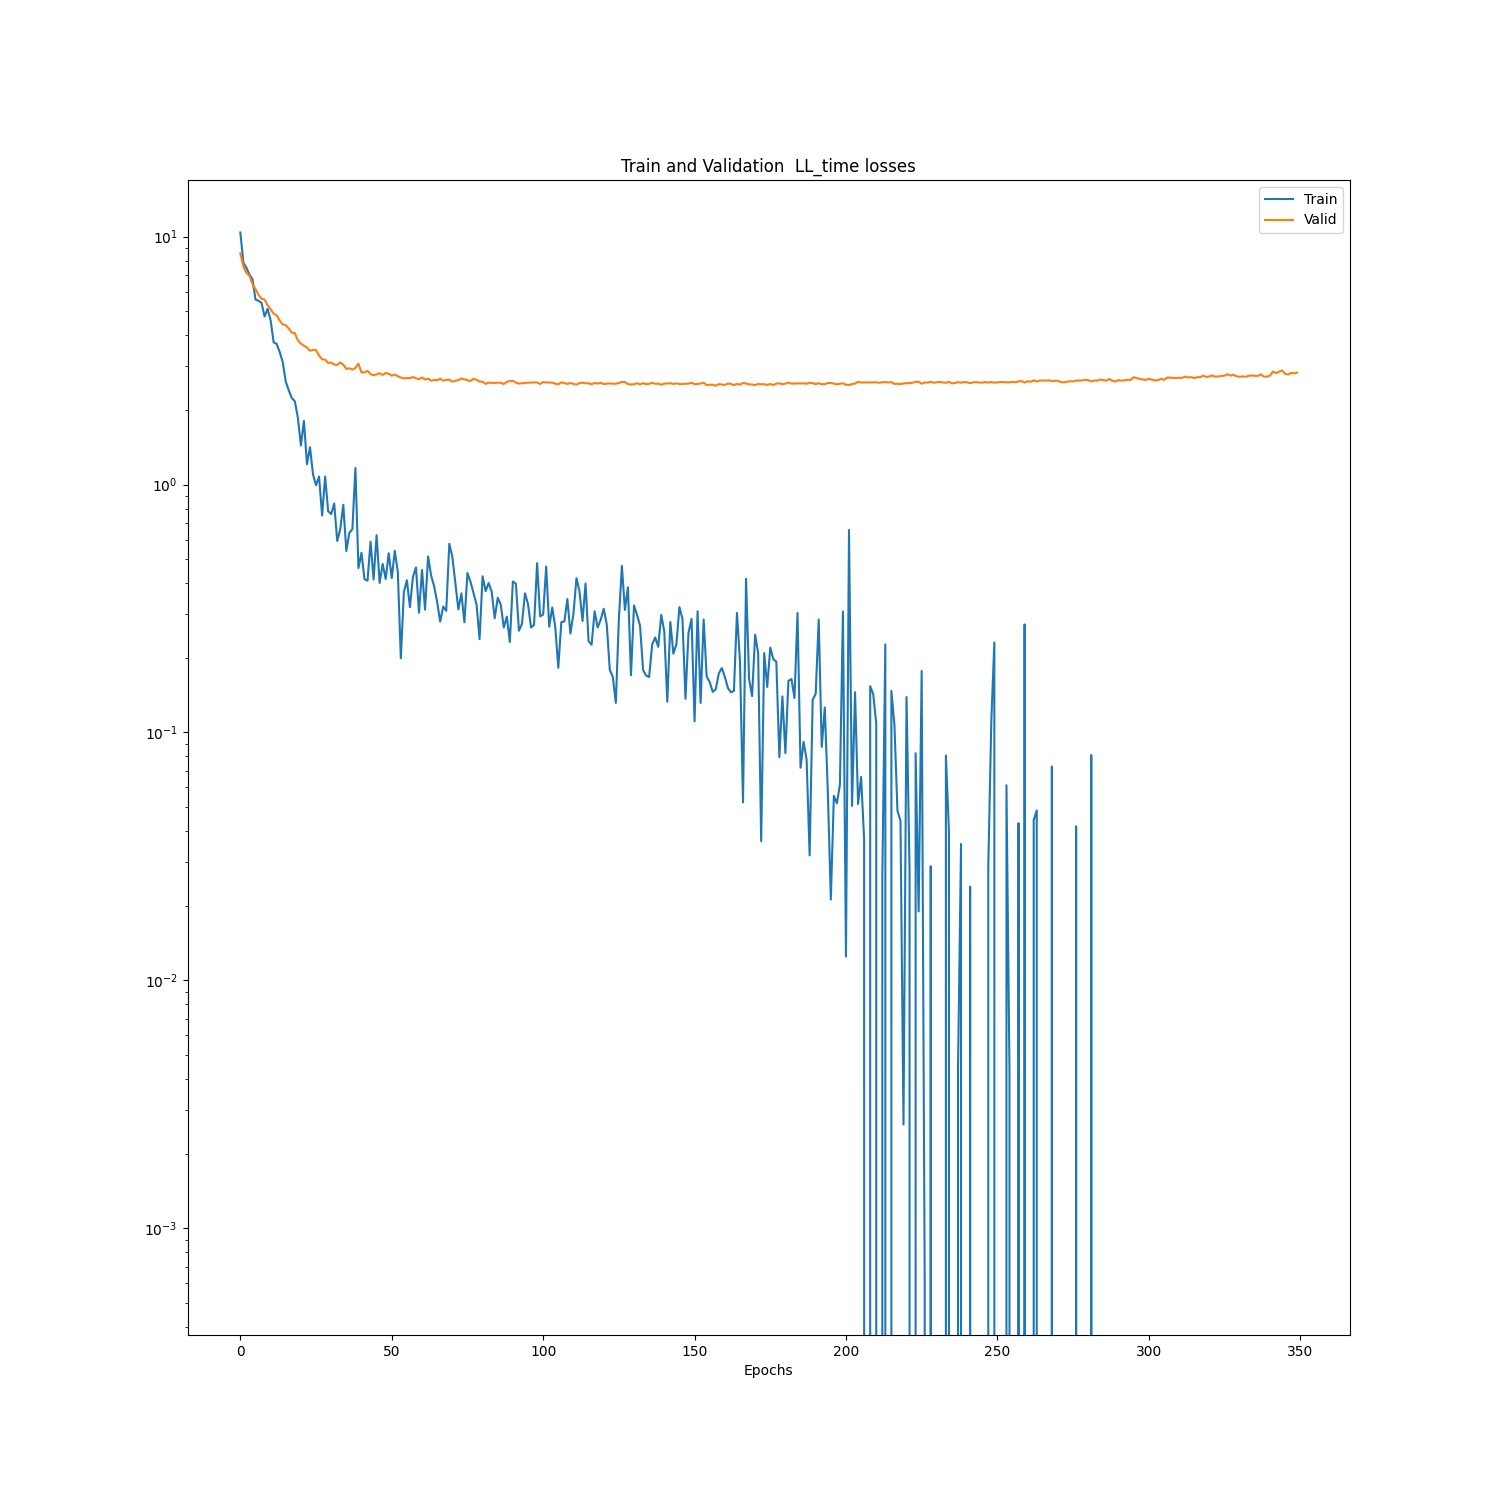 Train and Validation  LL_time losses
Train
Valid
10¹
10⁰
10⁻¹
10⁻²
10⁻³
0 50 100 150 200 250 300 350
Epochs